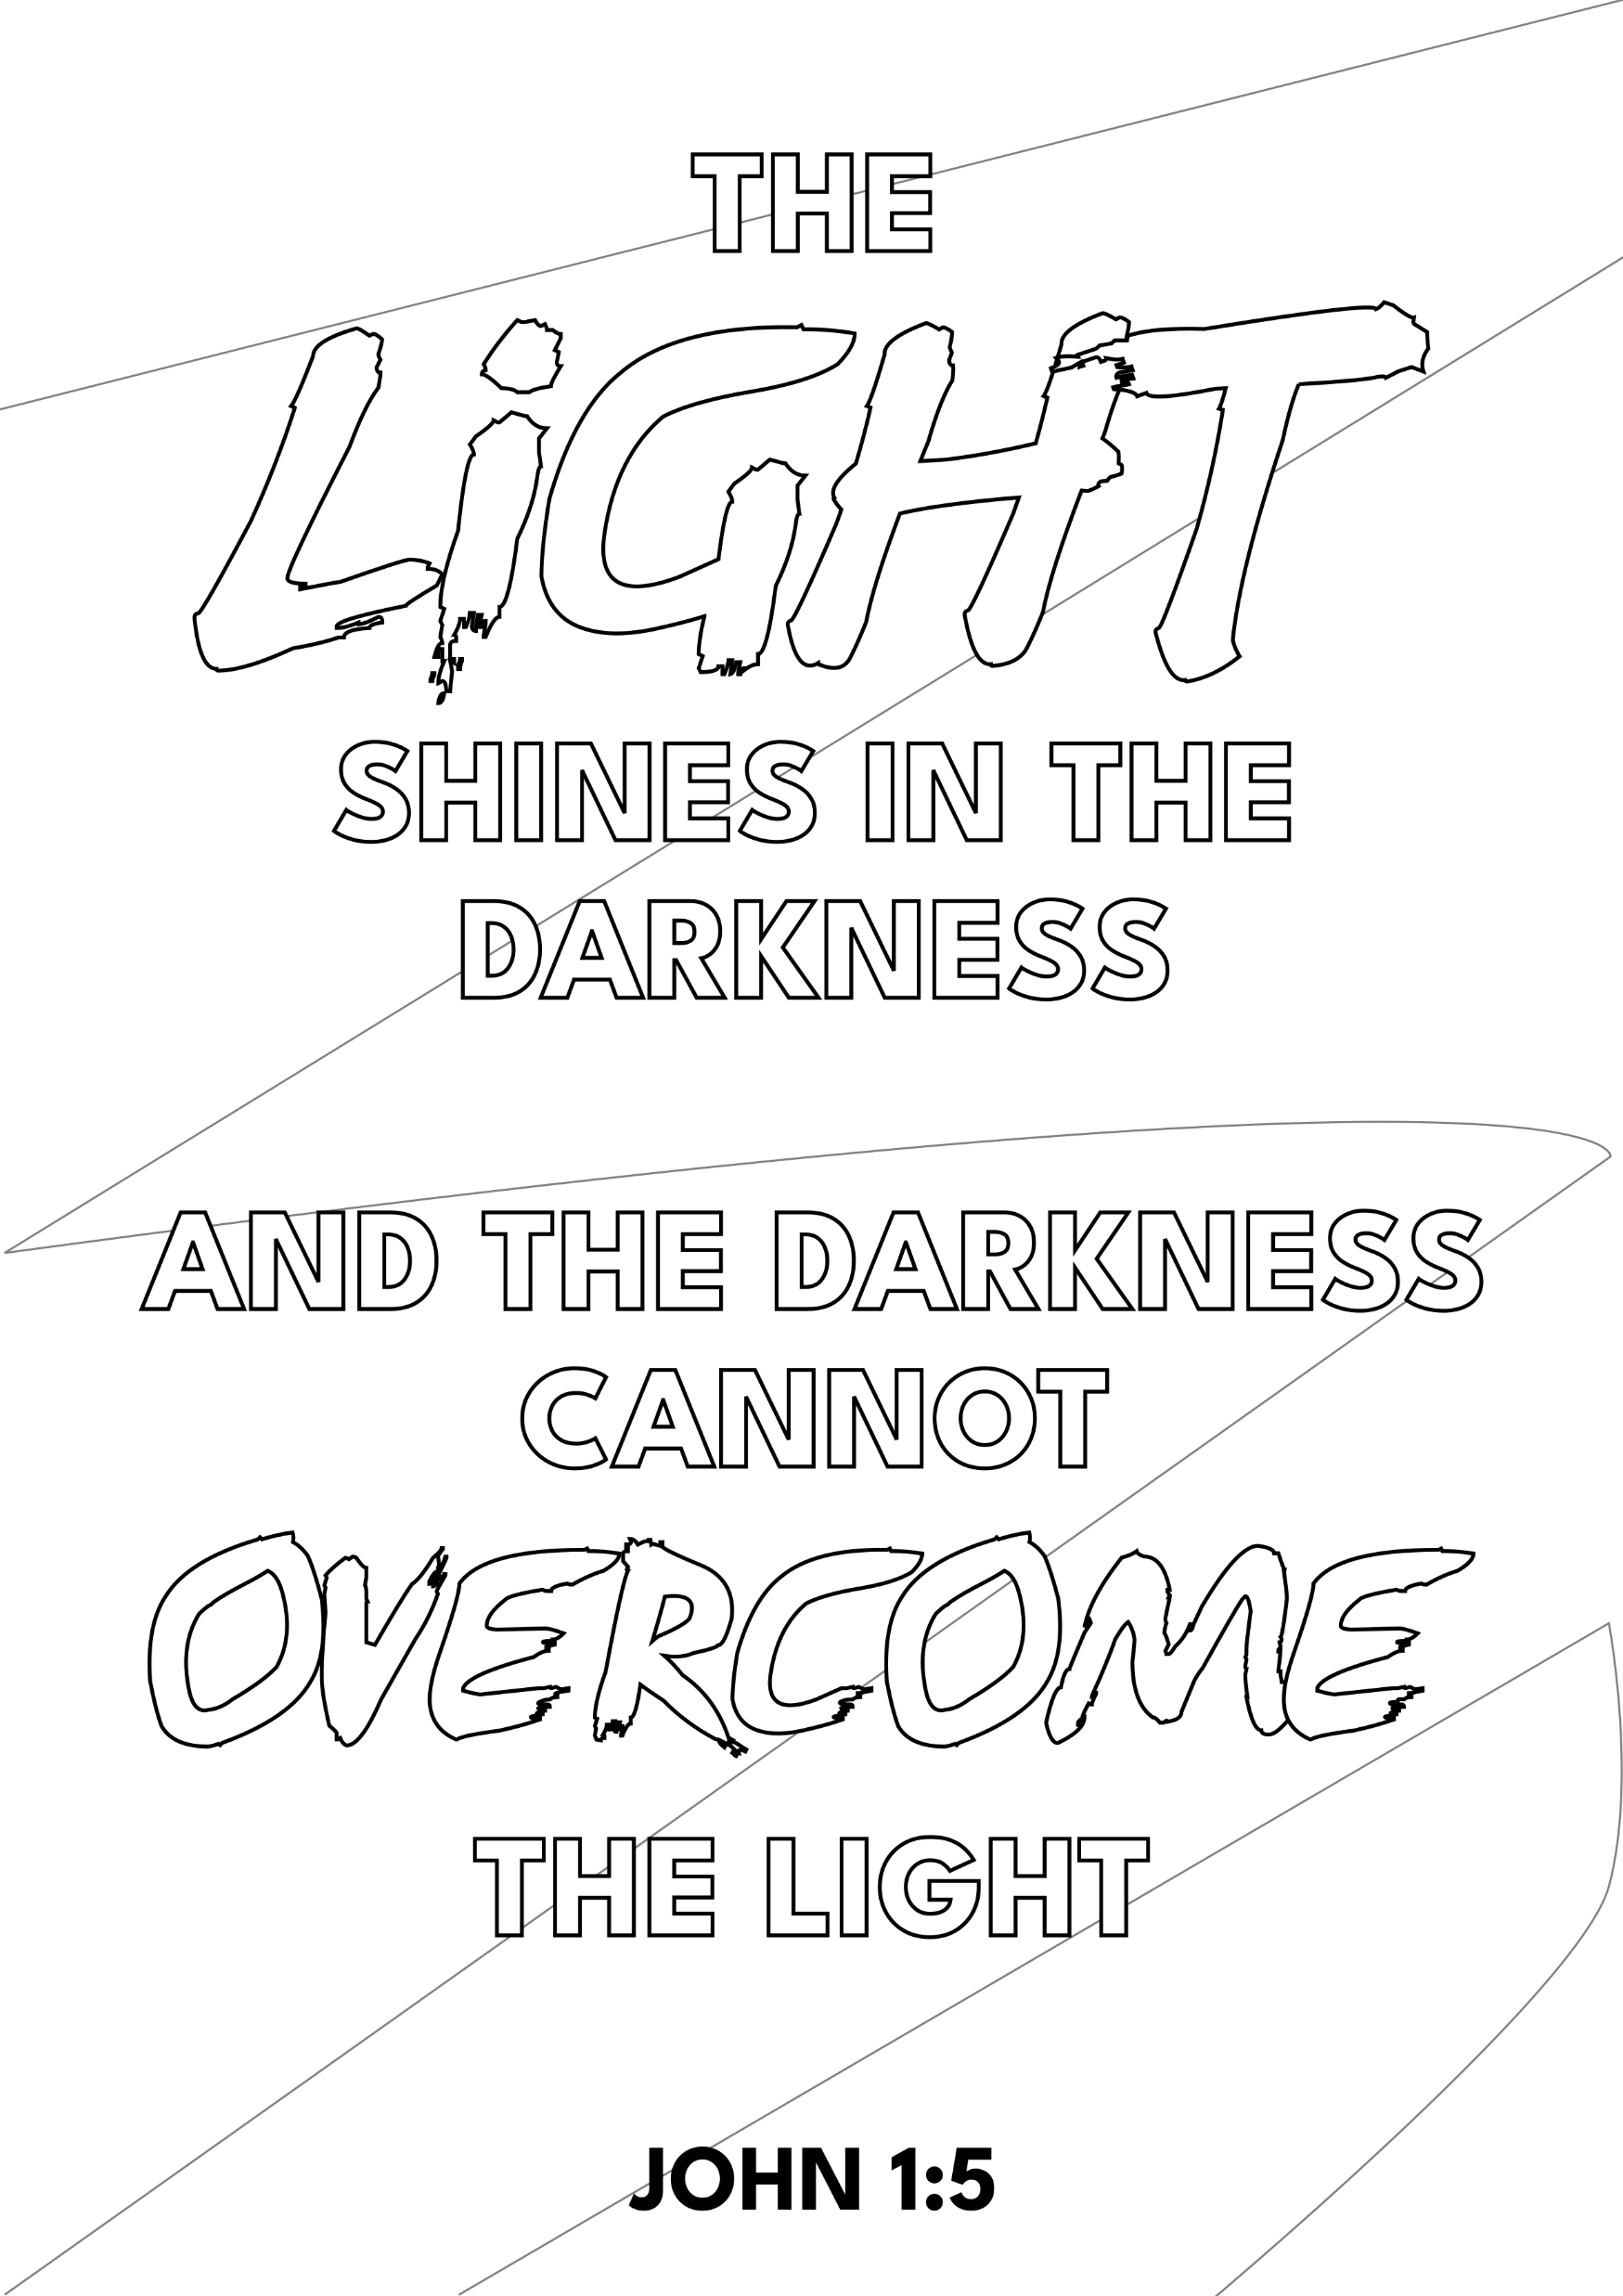 THE
LiGHT
SHINES IN THE
DARKNESS
AND THE DARKNESS
CANNOT
OVERCOME
THE LIGHT
JOHN 1:5